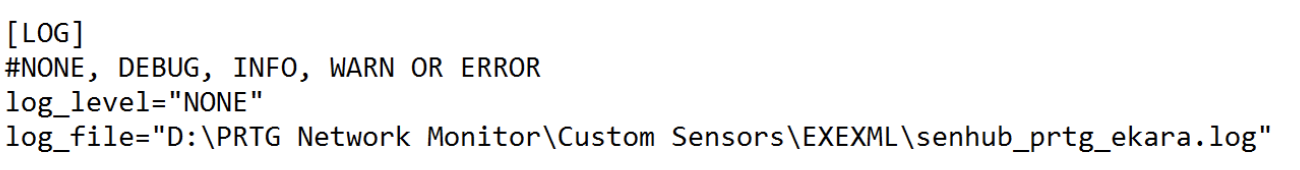 [LOG]
#NONE, DEBUG, INFO, WARN OR ERROR
log_level="NONE"
log_file="D:\PRTG Network Monitor\Custom Sensors\EXEXML\senhub_prtg_ekara.log"